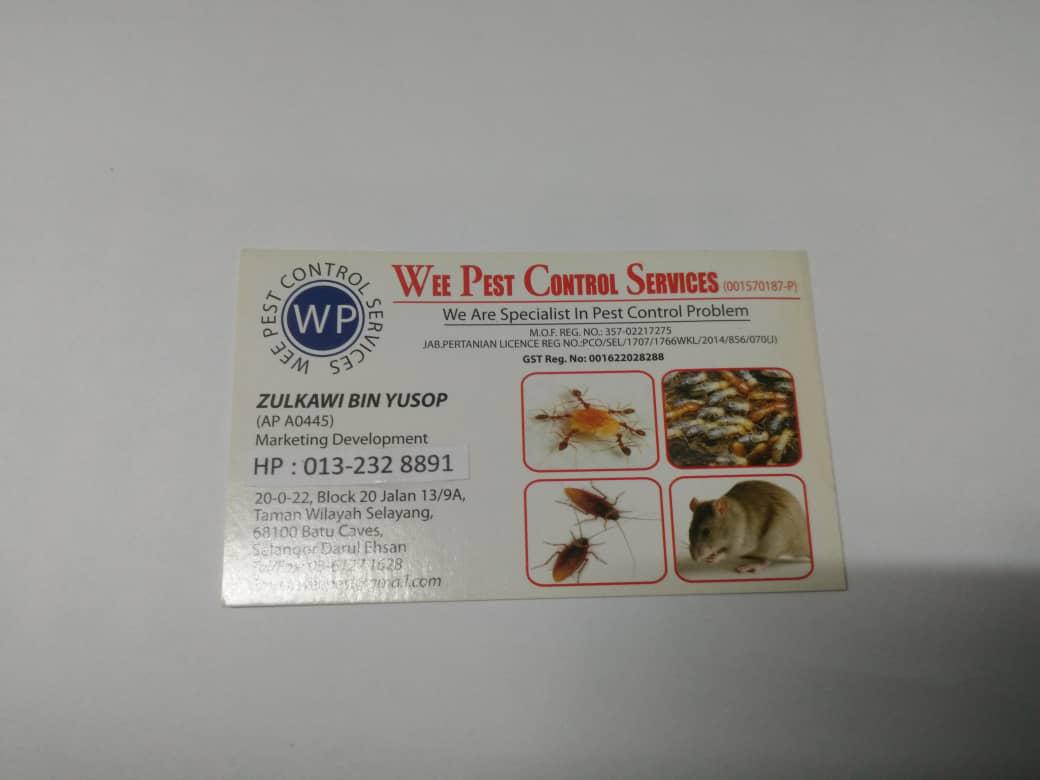 WEE PEST CONTROL SERVICES
WP
WEE PEST CONTROL SERVICES (001570187-P)
We Are Specialist In Pest Control Problem
M.O.F. REG. NO.: 357-02217275
JAB.PERTANIAN LICENCE REG NO.:PCO/SEL/1707/1766WKL/2014/856/070(J)
GST Reg. No: 001622028288
ZULKAWI BIN YUSOP
(AP A0445)
Marketing Development
HP : 013-232 8891
20-0-22, Block 20 Jalan 13/9A,
Taman Wilayah Selayang,
68100 Batu Caves,
Selangor Darul Ehsan
Tel/Fax: 1628